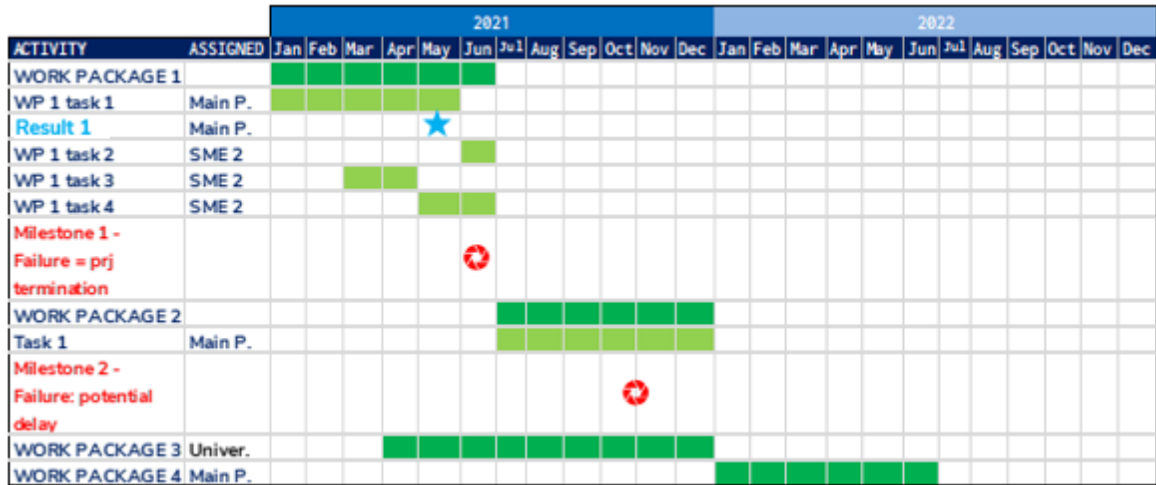 2021 2022
ACTIVITY ASSIGNED Jan Feb Mar Apr May Jun Jul Aug Sep Oct Nov Dec Jan Feb Mar Apr May Jun Jul Aug Sep Oct Nov Dec
WORK PACKAGE 1
WP 1 task 1 Main P.
Result 1 Main P.
WP 1 task 2 SME 2
WP 1 task 3 SME 2
WP 1 task 4 SME 2
Milestone 1 -
Failure = prj
termination
WORK PACKAGE 2
Task 1 Main P.
Milestone 2 -
Failure: potential
delay
WORK PACKAGE 3 Univer.
WORK PACKAGE 4 Main P.